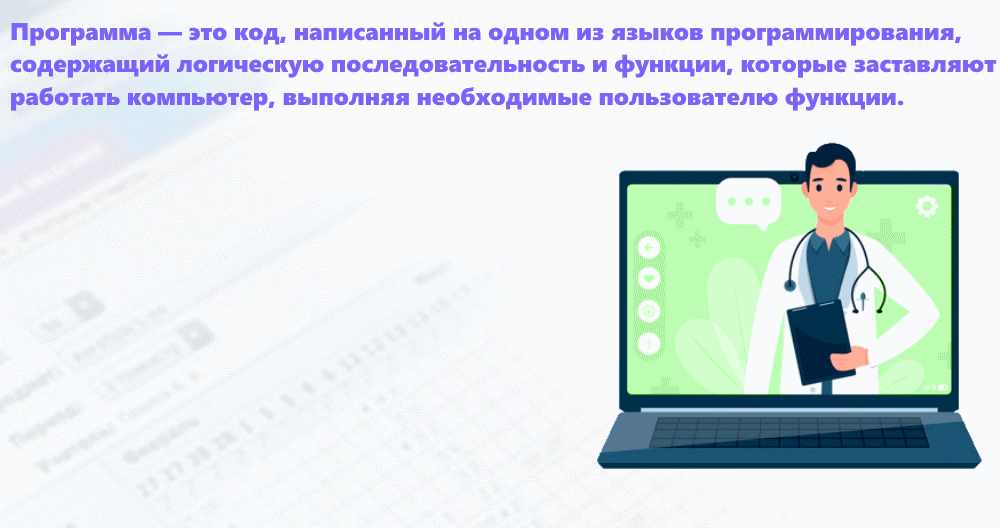 Программа — это код, написанный на одном из языков программирования,
содержащий логическую последовательность и функции, которые заставляют
работать компьютер, выполняя необходимые пользователю функции.
Февраль